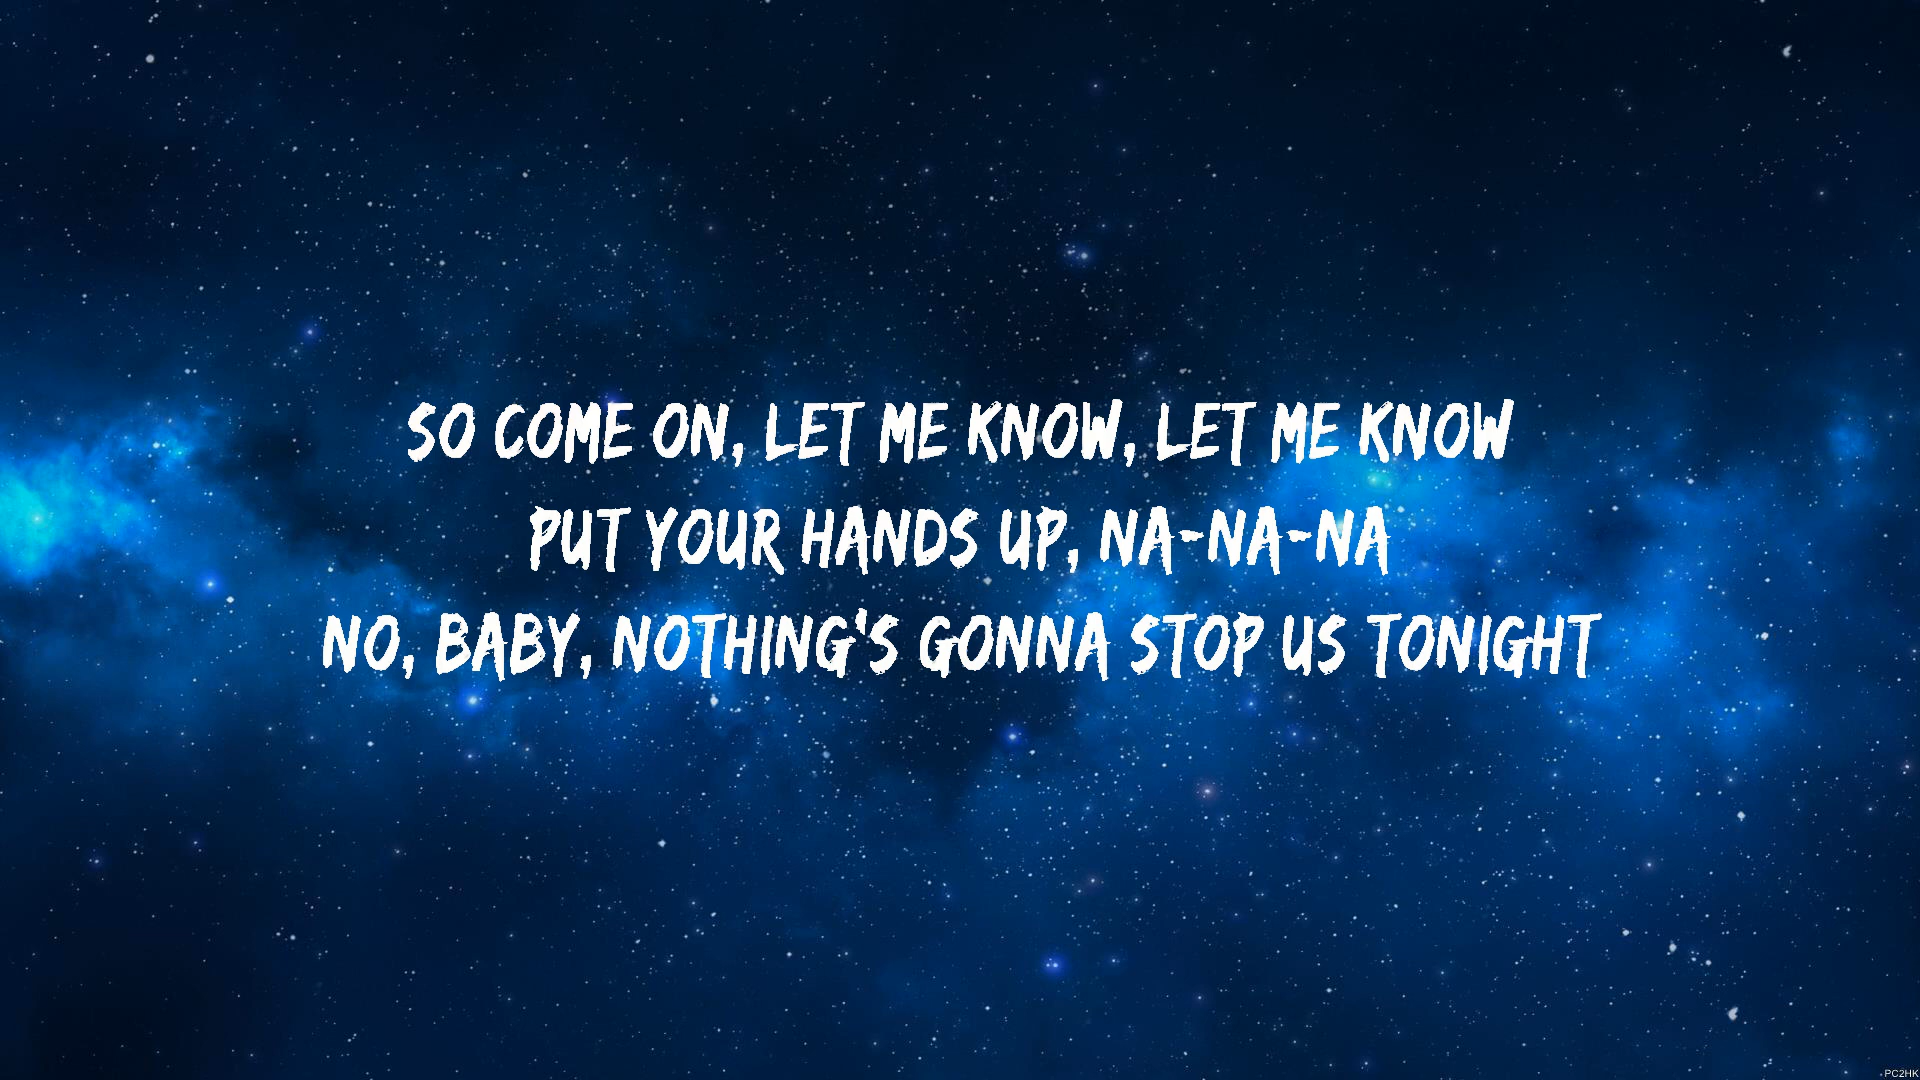 SO COME ON, LET ME KNOW, LET ME KNOW
PUT YOUR HANDS UP, NA-NA-NA
NO, BABY, NOTHING'S GONNA STOP US TONIGHT
PC2HK